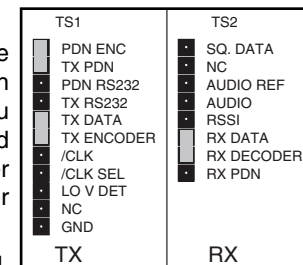 TS1
PDN ENC
TX PDN
PDN RS232
TX RS232
TX DATA
TX ENCODER
/CLK
/CLK SEL
LO V DET
NC
GND
TX
TS2
SQ. DATA
NC
AUDIO REF
AUDIO
RSSI
RX DATA
RX DECODER
RX PDN
RX